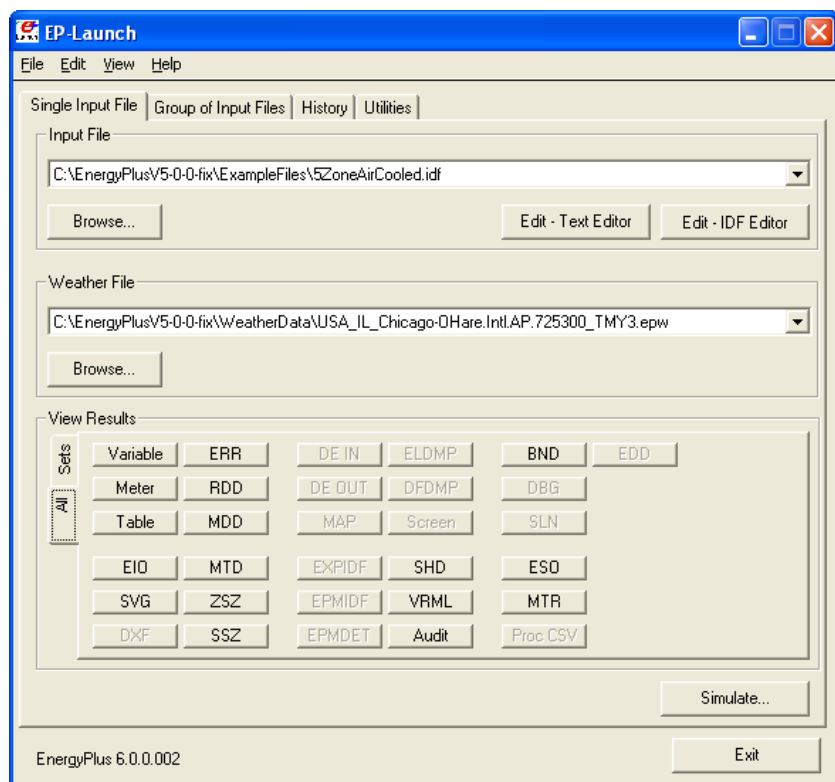 EP-Launch
File Edit View Help
Single Input File Group of Input Files History Utilities
Input File
C:\EnergyPlusV5-0-0-fix\ExampleFiles\5ZoneAirCooled.idf
Browse... Edit - Text Editor Edit - IDF Editor
Weather File
C:\EnergyPlusV5-0-0-fix\WeatherData\USA_IL_Chicago-OHare.Intl.AP.725300_TMY3.epw
Browse...
View Results
Sets
All
Variable ERR DE IN ELDMP BND EDD
Meter RDD DE OUT DFDMP DBG
Table MDD MAP Screen SLN
EIO MTD EXPIDF SHD ESO
SVG ZSZ EPMIDF VRML MTR
DXF SSZ EPMDET Audit Proc CSV
Simulate...
EnergyPlus 6.0.0.002 Exit